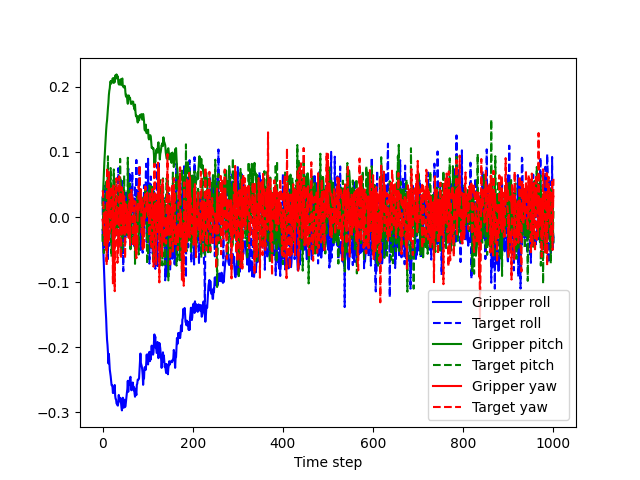 0.2
0.1
0.0
−0.1
−0.2
−0.3
0
200
400
600
800
1000
Time step
Gripper roll
Target roll
Gripper pitch
Target pitch
Gripper yaw
Target yaw